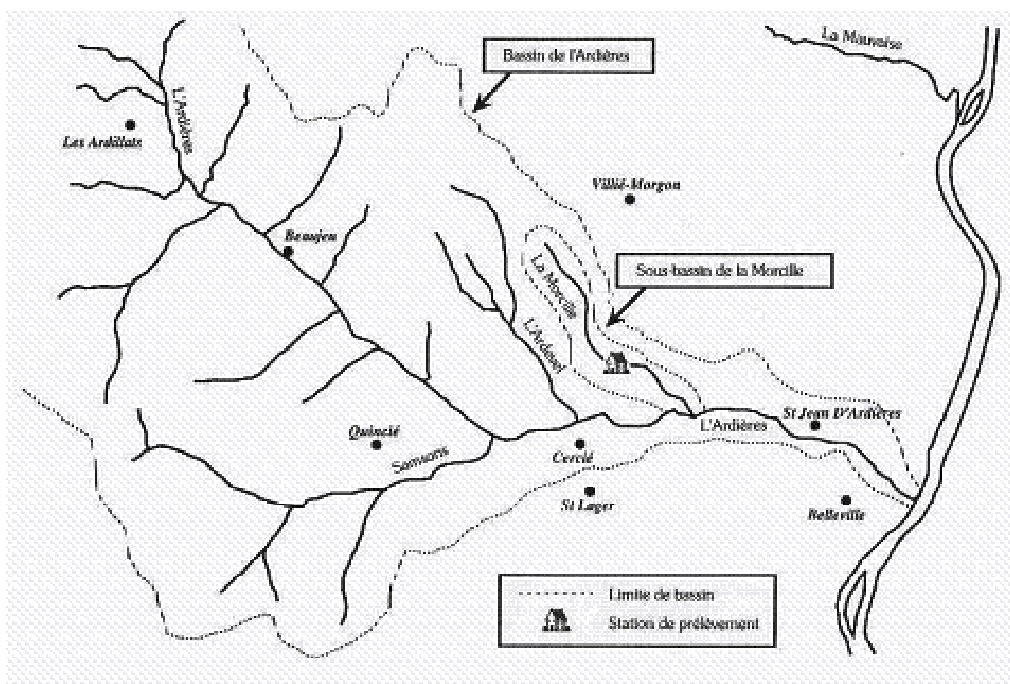 La Mauvaise
Bassin de l'Ardières
L'Ardières
Les Ardillats
Villié-Morgon
Beaujeu
Sous-bassin de la Morcille
La Morcille
L'Ardevel
St Jean D'Ardières
L'Ardières
Quincié
Samsons
Cercié
St Lager
Belleville
Limite de bassin
Station de prélèvement